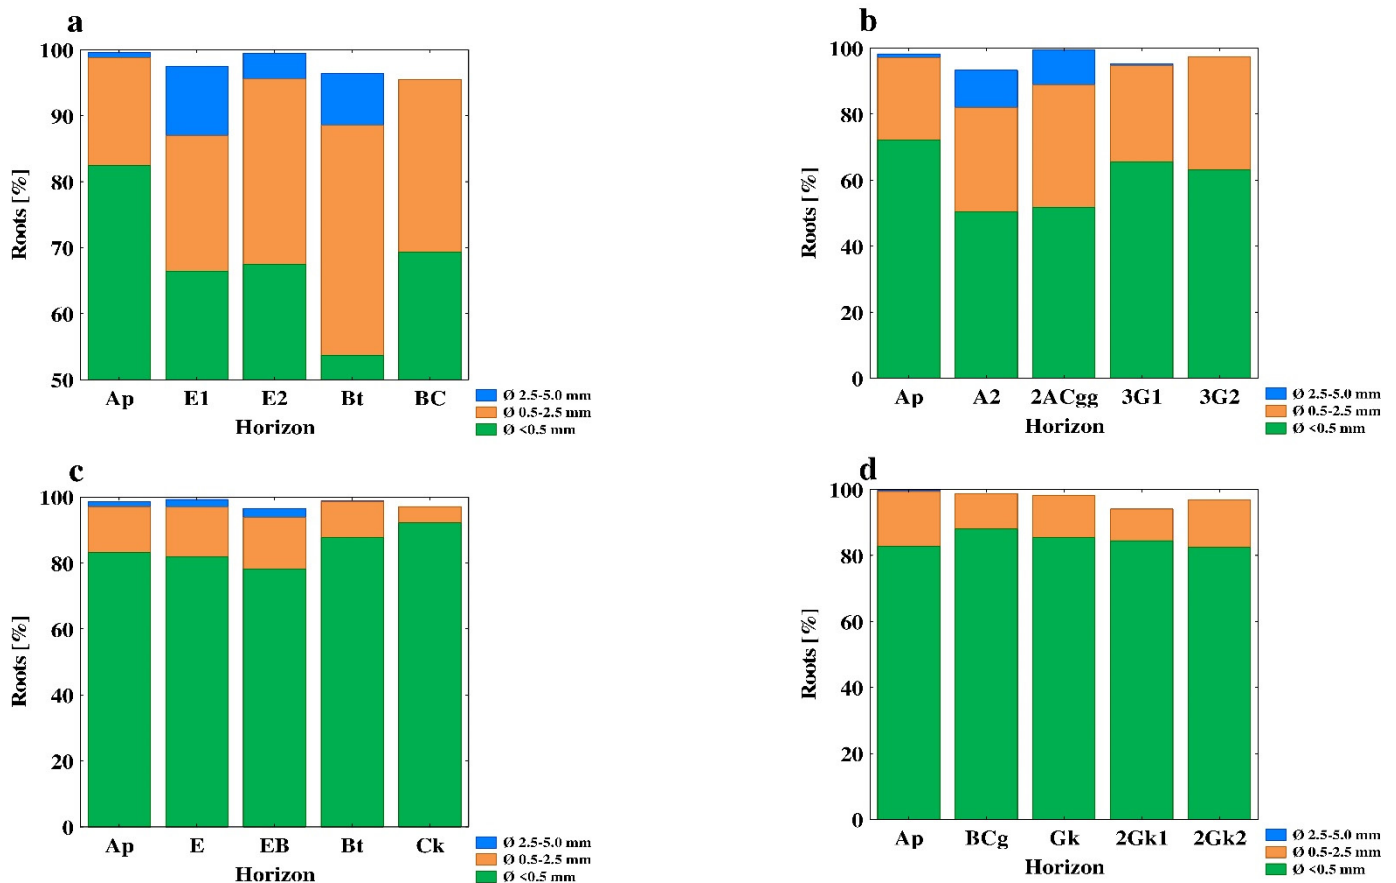 a
100
90
80
70
60
50
Roots [%]
Ap E1 E2 Bt BC
Horizon
Ø 2.5-5.0 mm
Ø 0.5-2.5 mm
Ø <0.5 mm
b
100
80
60
40
20
0
Roots [%]
Ap A2 2ACgg 3G1 3G2
Horizon
Ø 2.5-5.0 mm
Ø 0.5-2.5 mm
Ø <0.5 mm
c
100
80
60
40
20
0
Roots [%]
Ap E EB Bt Ck
Horizon
Ø 2.5-5.0 mm
Ø 0.5-2.5 mm
Ø <0.5 mm
d
100
80
60
40
20
0
Roots [%]
Ap BCg Gk 2Gk1 2Gk2
Horizon
Ø 2.5-5.0 mm
Ø 0.5-2.5 mm
Ø <0.5 mm